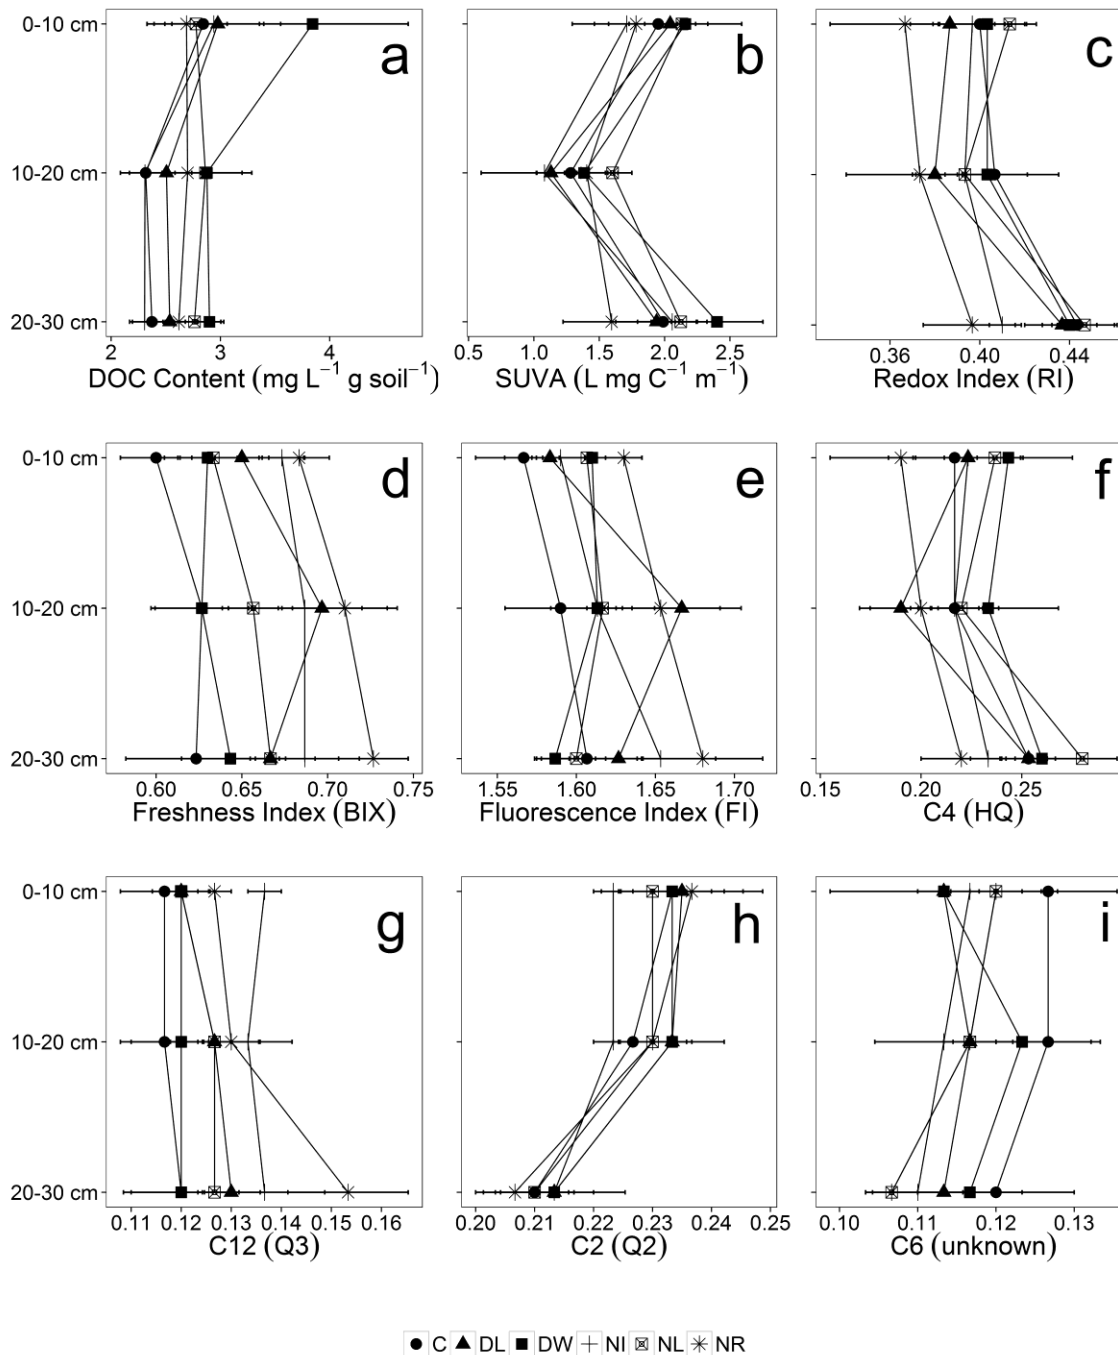 a b c
0-10 cm
10-20 cm
20-30 cm
2 3 4 0.5 1.0 1.5 2.0 2.5 0.36 0.40 0.44
DOC Content (mg L⁻¹ g soil⁻¹) SUVA (L mg C⁻¹ m⁻¹) Redox Index (RI)
d e f
0-10 cm
10-20 cm
20-30 cm
0.60 0.65 0.70 0.75 1.55 1.60 1.65 1.70 0.15 0.20 0.25
Freshness Index (BIX) Fluorescence Index (FI) C4 (HQ)
g h i
0-10 cm
10-20 cm
20-30 cm
0.11 0.12 0.13 0.14 0.15 0.16 0.20 0.21 0.22 0.23 0.24 0.25 0.10 0.11 0.12 0.13
C12 (Q3) C2 (Q2) C6 (unknown)
C DL DW NI NL NR